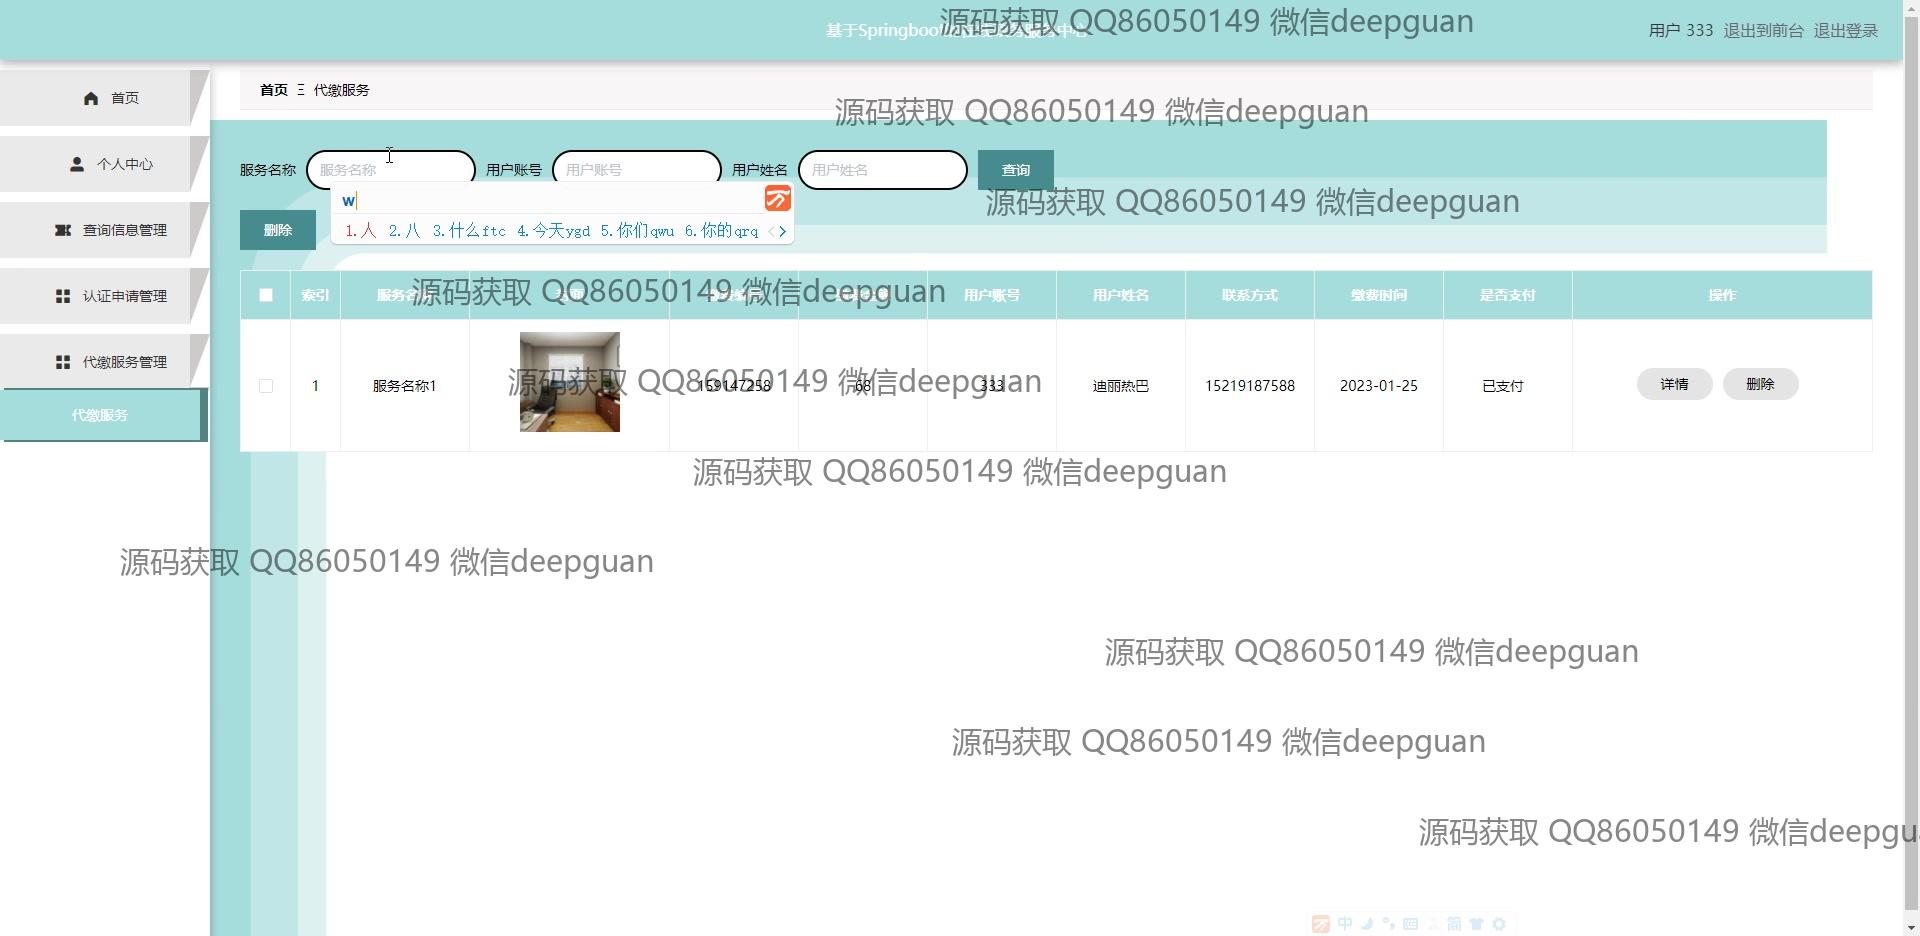 基于Springboo
源码获取 QQ86050149 微信deepguan
用户 333 退出到前台 退出登录
首页
个人中心
查询信息管理
认证申请管理
代缴服务管理
代缴服务
首页 Ξ 代缴服务
源码获取 QQ86050149 微信deepguan
服务名称 服务名称 用户账号 用户账号 用户姓名 用户姓名 查询
源码获取 QQ86050149 微信deepguan
w
1.人 2.八 3.什么ftc 4.今天ygd 5.你们qwu 6.你的qrq
删除
索引 服务名 用户账号 用户姓名 联系方式 缴费时间 是否支付 操作
源码获取 QQ86050149 微信deepguan
1 服务名称1 159147258 68 333 迪丽热巴 15219187588 2023-01-25 已支付 详情 删除
源码获取 QQ86050149 微信deepguan
源码获取 QQ86050149 微信deepguan
源码获取 QQ86050149 微信deepguan
源码获取 QQ86050149 微信deepguan
源码获取 QQ86050149 微信deepguan
源码获取 QQ86050149 微信deepgu
中 简